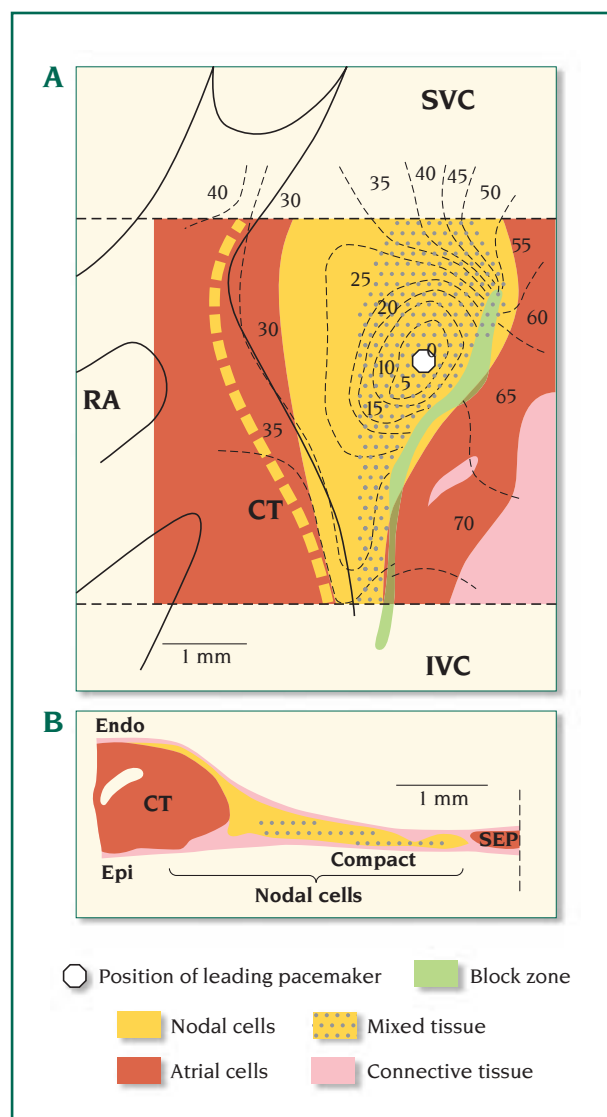 A
SVC
40
30
35
40
45
50
55
25
20
0
60
30
10
5
RA
15
65
35
CT
70
1 mm
IVC
B
Endo
1 mm
CT
SEP
Epi
Compact
Nodal cells
Position of leading pacemaker
Block zone
Nodal cells
Mixed tissue
Atrial cells
Connective tissue